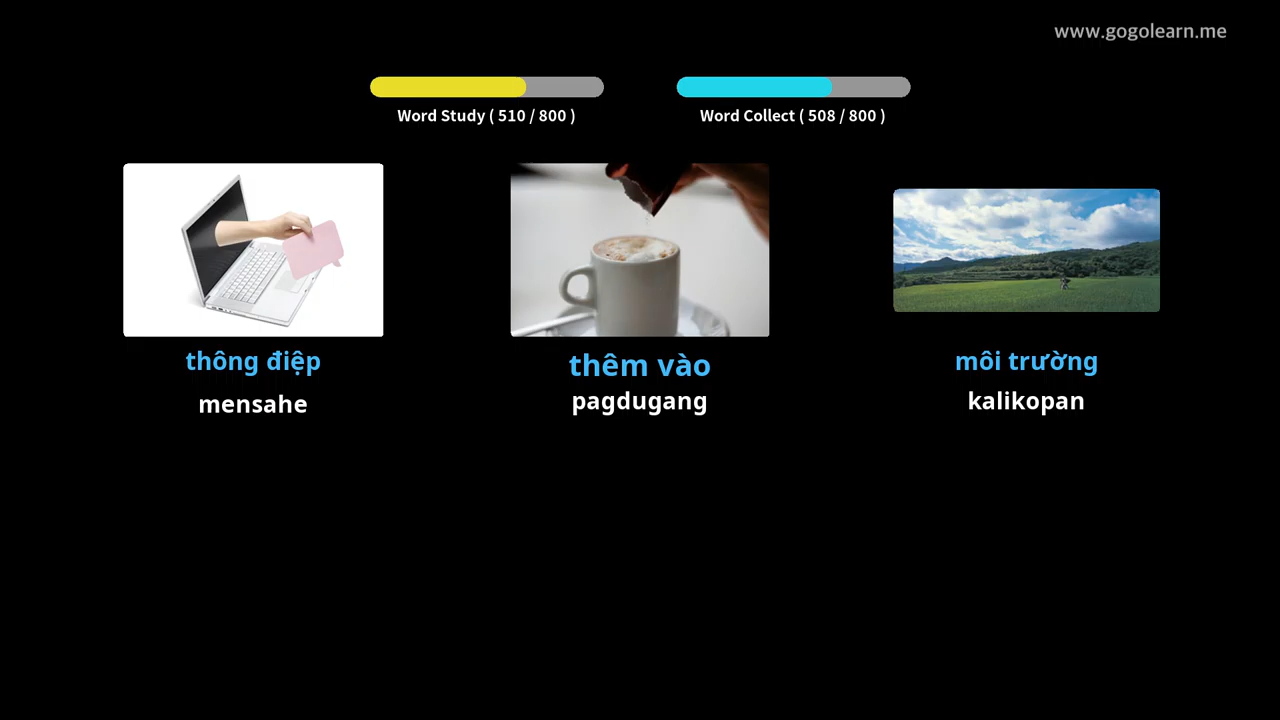 www.gogolearn.me
Word Study ( 510 / 800 )
Word Collect ( 508 / 800 )
thông điệp
mensahe
thêm vào
pagdugang
môi trường
kalikopan